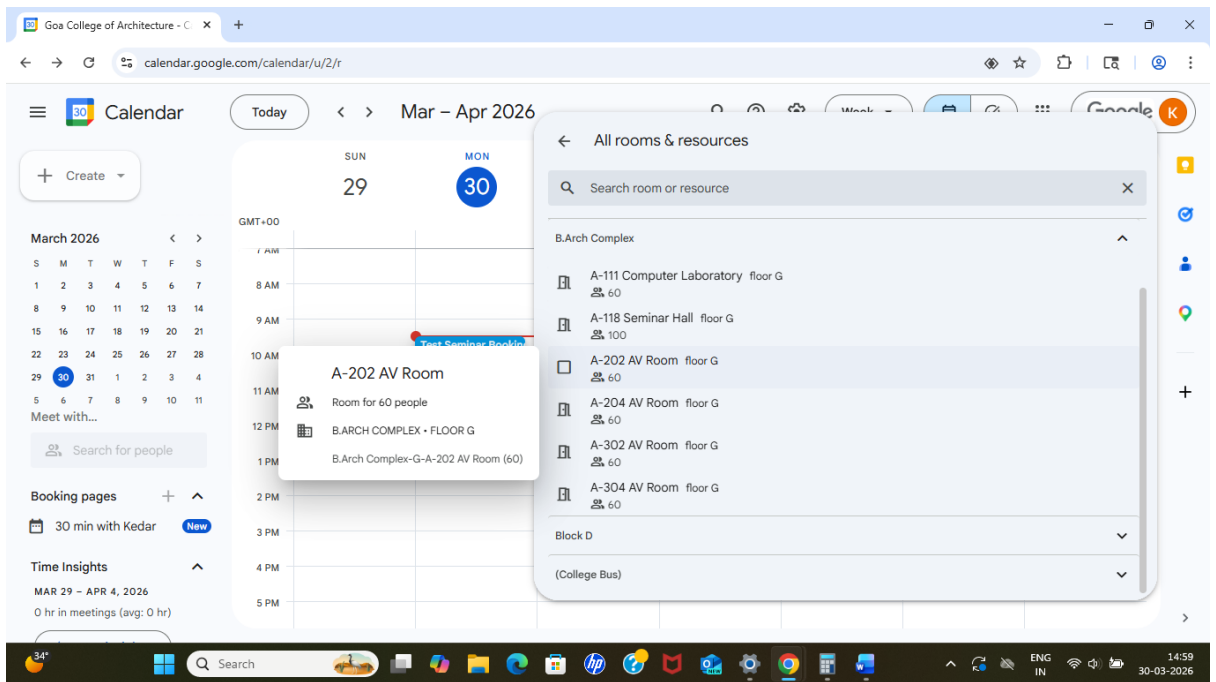 Goa College of Architecture - C
calendar.google.com/calendar/u/2/r
30
Calendar
Today
Mar – Apr 2026
Week
Google
K
Create
SUN
MON
29
30
GMT+00
March 2026
S M T W T F S
1 2 3 4 5 6 7
8 9 10 11 12 13 14
15 16 17 18 19 20 21
22 23 24 25 26 27 28
29 30 31 1 2 3 4
5 6 7 8 9 10 11
Meet with...
Search for people
Booking pages
30 min with Kedar New
Time Insights
MAR 29 – APR 4, 2026
0 hr in meetings (avg: 0 hr)
7 AM
8 AM
9 AM
10 AM
11 AM
12 PM
1 PM
2 PM
3 PM
4 PM
5 PM
Test Seminar Bookin
A-202 AV Room
Room for 60 people
B.ARCH COMPLEX • FLOOR G
B.Arch Complex-G-A-202 AV Room (60)
All rooms & resources
Search room or resource
B.Arch Complex
A-111 Computer Laboratory floor G
60
A-118 Seminar Hall floor G
100
A-202 AV Room floor G
60
A-204 AV Room floor G
60
A-302 AV Room floor G
60
A-304 AV Room floor G
60
Block D
(College Bus)
34°
Search
hp
ENG
IN
14:59
30-03-2026